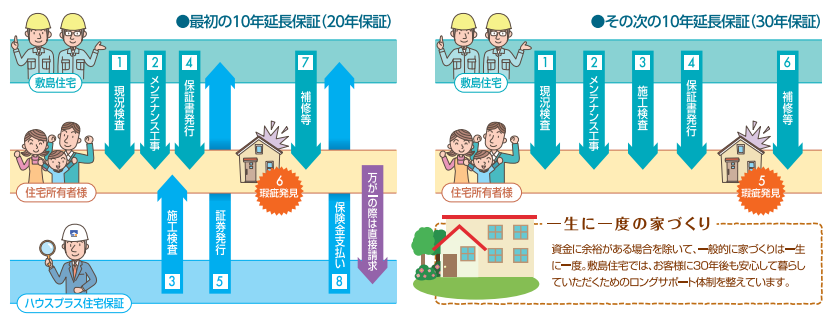 ●最初の10年延長保証(20年保証)
敷島住宅
1 現況検査
2 メンテナンス工事
4 保証書発行
7 補修等
住宅所有者様
6 瑕疵発見
万が一の際は直接請求
施工検査 3
証券発行 5
保険金支払い 8
ハウスプラス住宅保証
●その次の10年延長保証(30年保証)
敷島住宅
1 現況検査
2 メンテナンス工事
3 施工検査
4 保証書発行
6 補修等
住宅所有者様
5 瑕疵発見
一生に一度の家づくり
資金に余裕がある場合を除いて、一般的に家づくりは一生
に一度。敷島住宅では、お客様に30年後も安心して暮らし
ていただくためのロングサポート体制を整えています。